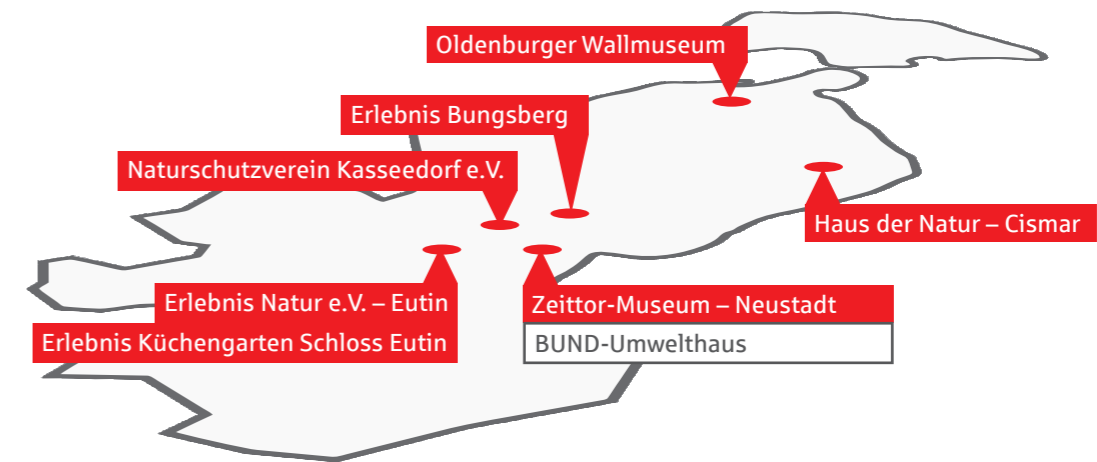 Oldenburger Wallmuseum
Erlebnis Bungsberg
Naturschutzverein Kasseedorf e.V.
Haus der Natur – Cismar
Erlebnis Natur e.V. – Eutin
Erlebnis Küchengarten Schloss Eutin
Zeittor-Museum – Neustadt
BUND-Umwelthaus